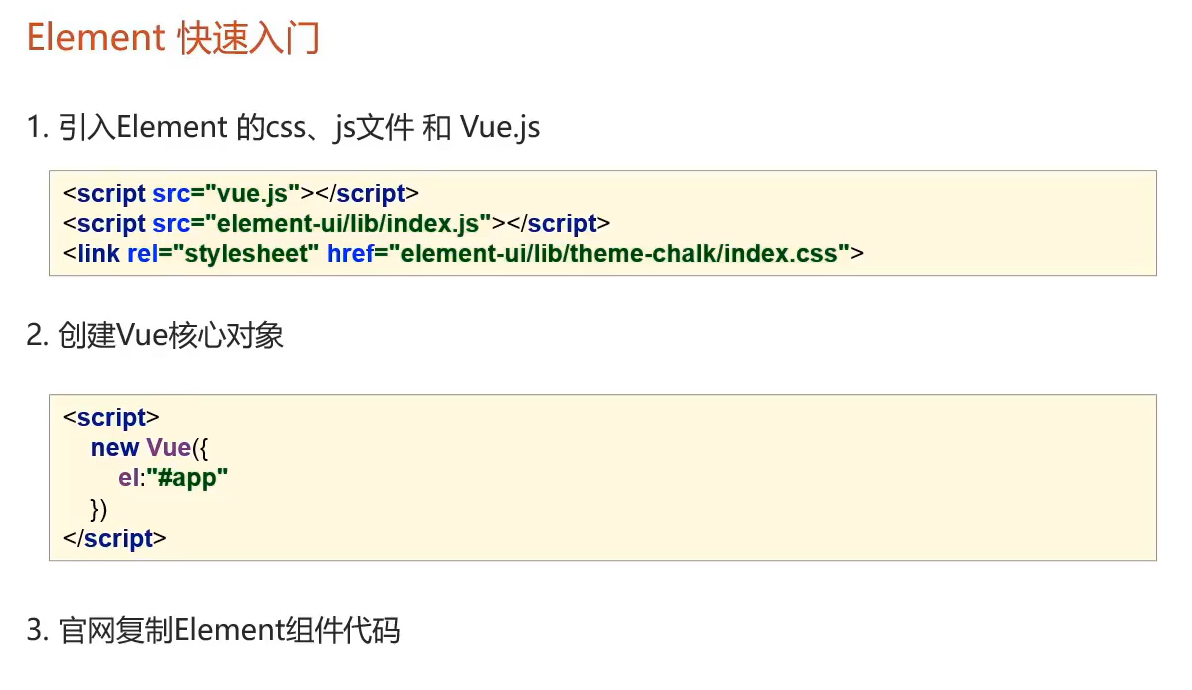 Element 快速入门
1. 引入Element 的css、js文件 和 Vue.js
<script src="vue.js"></script>
<script src="element-ui/lib/index.js"></script>
<link rel="stylesheet" href="element-ui/lib/theme-chalk/index.css">
2. 创建Vue核心对象
<script>
    new Vue({
        el:"#app"
    })
</script>
3. 官网复制Element组件代码